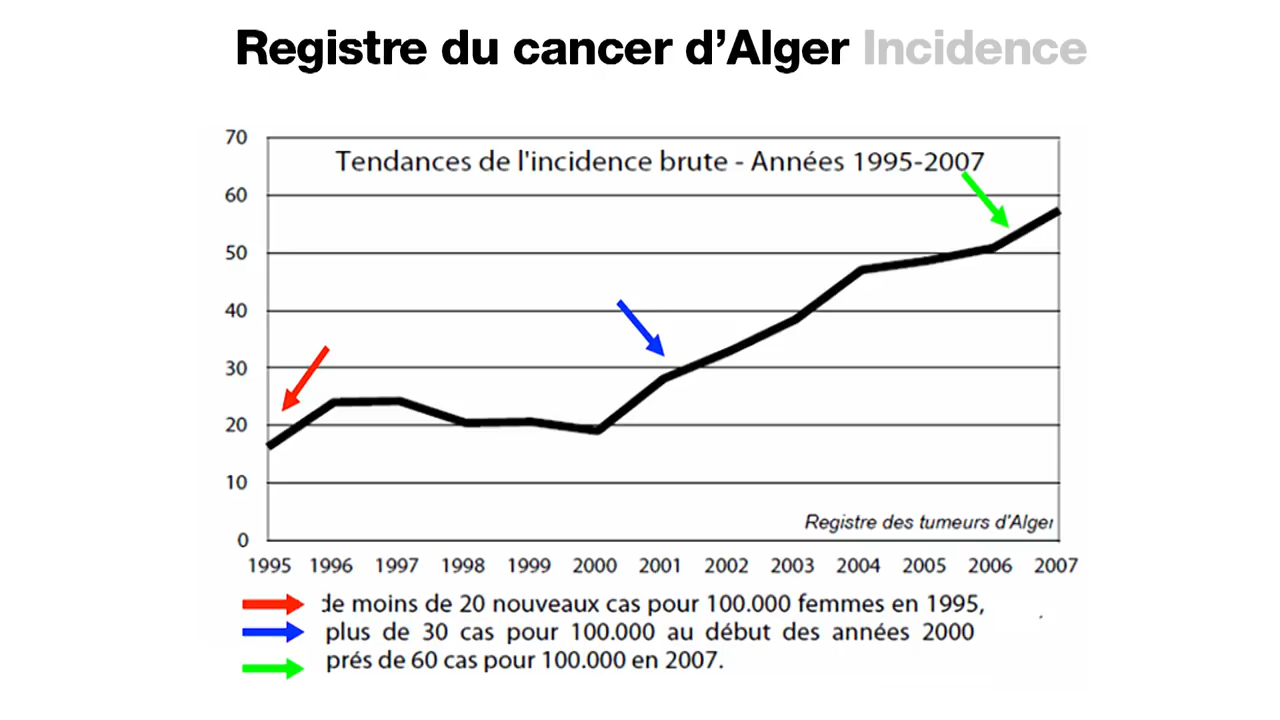 Registre du cancer d’Alger Incidence
70
Tendances de l'incidence brute - Années 1995-2007
60
50
40
30
20
10
Registre des tumeurs d'Alger
0
1995 1996 1997 1998 1999 2000 2001 2002 2003 2004 2005 2006 2007
de moins de 20 nouveaux cas pour 100.000 femmes en 1995,
plus de 30 cas pour 100.000 au début des années 2000
prés de 60 cas pour 100.000 en 2007.